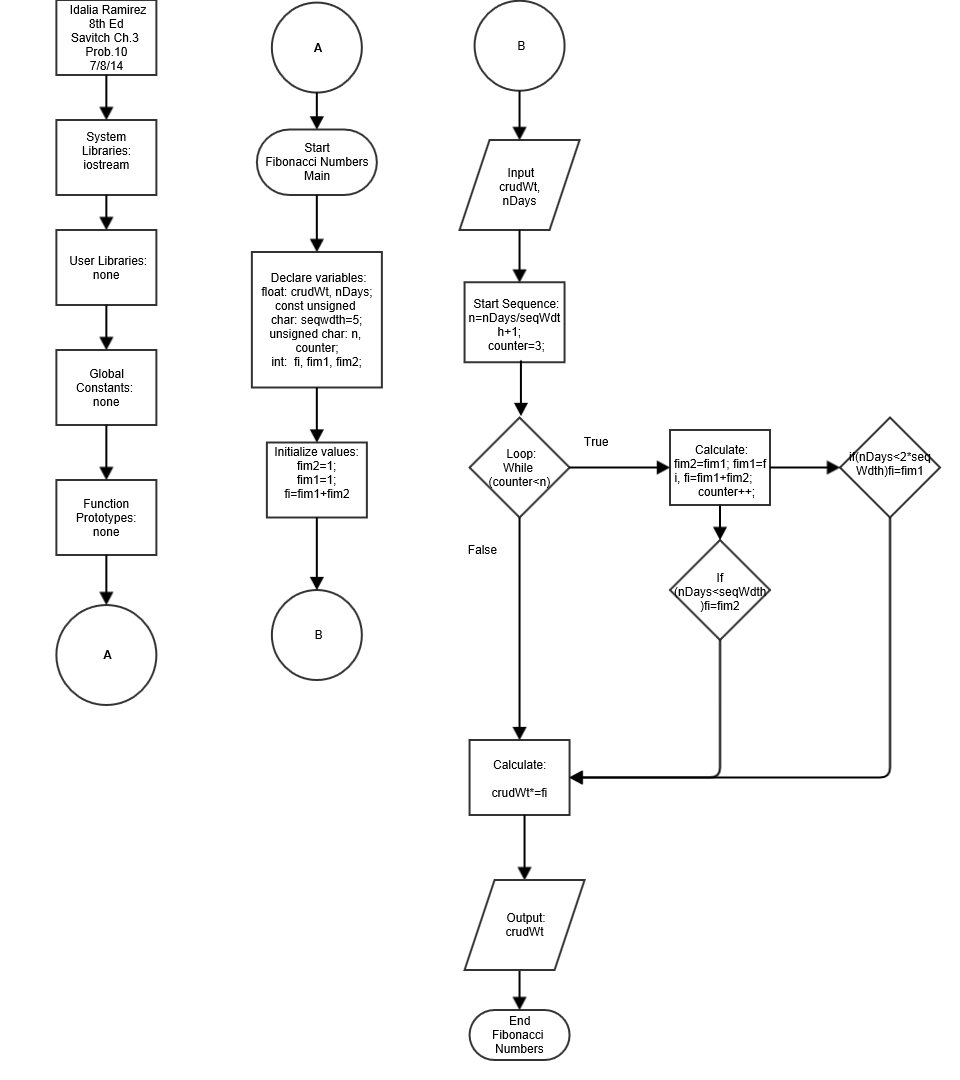 Idalia Ramirez
8th Ed
Savitch Ch.3
Prob.10
7/8/14
System
Libraries:
iostream
User Libraries:
none
Global
Constants:
none
Function
Prototypes:
none
A
A
Start
Fibonacci Numbers
Main
Declare variables:
float: crudWt, nDays;
const unsigned
char: seqwdth=5;
unsigned char: n,
counter;
int: fi, fim1, fim2;
Initialize values:
fim2=1;
fim1=1;
fi=fim1+fim2
B
B
Input
crudWt,
nDays
Start Sequence:
n=nDays/seqWdt
h+1;
counter=3;
Loop:
While
(counter<n)
True
False
Calculate:
fim2=fim1; fim1=f
i, fi=fim1+fim2;
counter++;
if(nDays<2*seq
Wdth)fi=fim1
If
(nDays<seqWdth
)fi=fim2
Calculate:
crudWt*=fi
Output:
crudWt
End
Fibonacci
Numbers